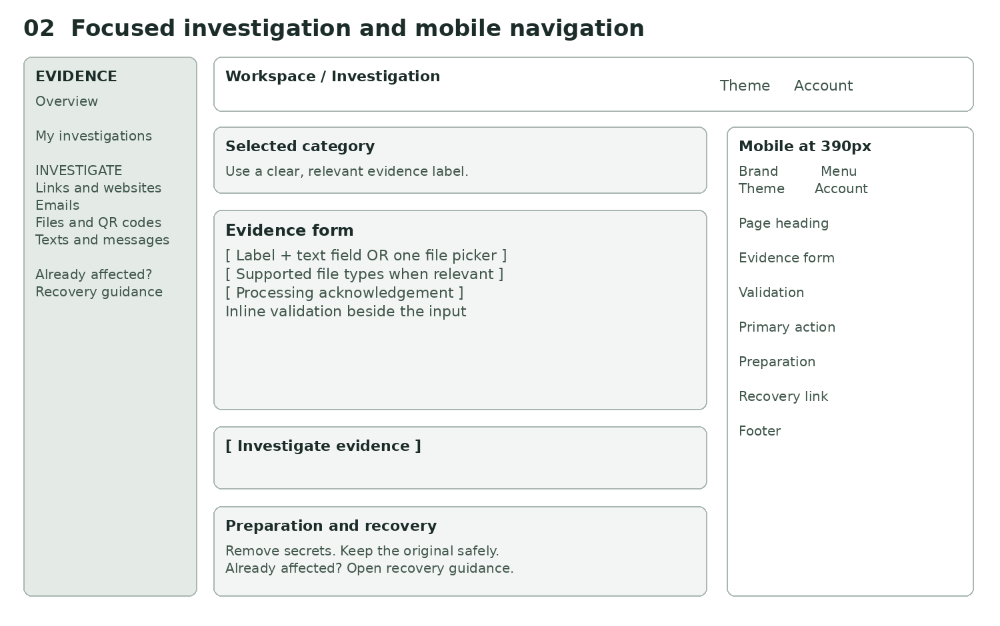 02  Focused investigation and mobile navigation
EVIDENCE
Overview
My investigations
INVESTIGATE
Links and websites
Emails
Files and QR codes
Texts and messages
Already affected?
Recovery guidance
Workspace / Investigation
Theme    Account
Selected category
Use a clear, relevant evidence label.
Evidence form
[ Label + text field OR one file picker ]
[ Supported file types when relevant ]
[ Processing acknowledgement ]
Inline validation beside the input
[ Investigate evidence ]
Preparation and recovery
Remove secrets. Keep the original safely.
Already affected? Open recovery guidance.
Mobile at 390px
Brand    Menu
Theme    Account
Page heading
Evidence form
Validation
Primary action
Preparation
Recovery link
Footer